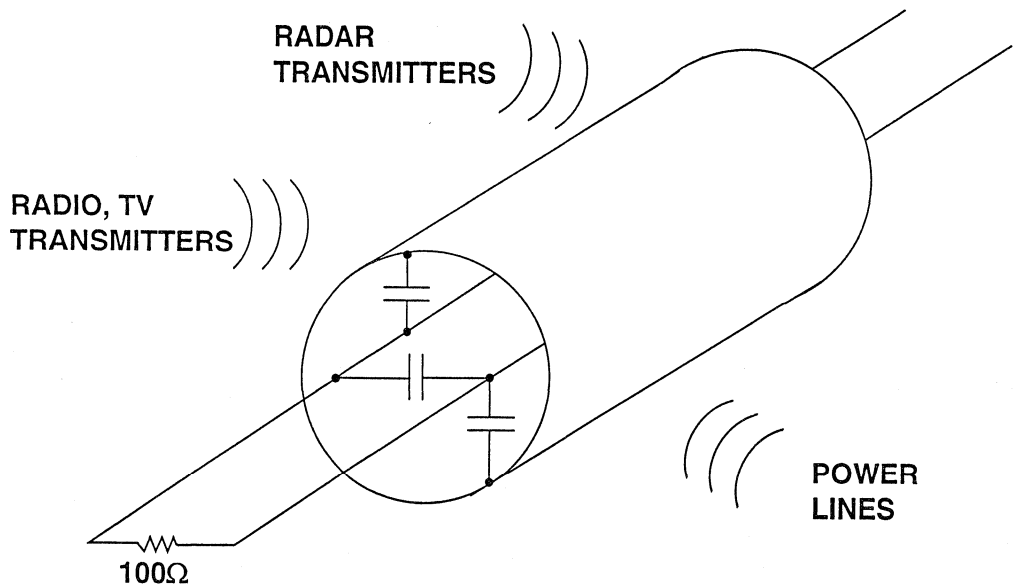 RADAR
TRANSMITTERS
RADIO, TV
TRANSMITTERS
POWER
LINES
100Ω